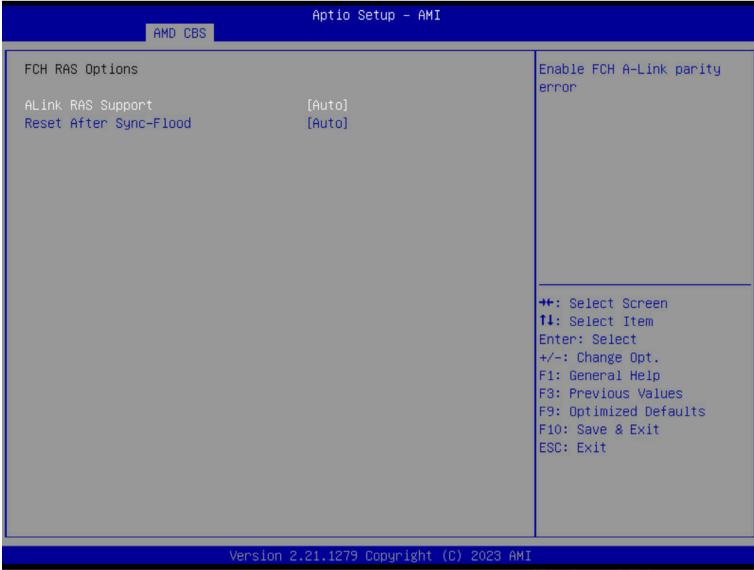 Aptio Setup - AMI
AMD CBS
FCH RAS Options
ALink RAS Support [Auto]
Reset After Sync-Flood [Auto]
Enable FCH A-Link parity
error
→←: Select Screen
↑↓: Select Item
Enter: Select
+/-: Change Opt.
F1: General Help
F3: Previous Values
F9: Optimized Defaults
F10: Save & Exit
ESC: Exit
Version 2.21.1279 Copyright (C) 2023 AMI